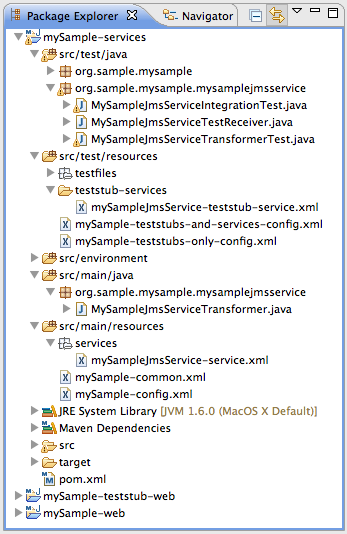 Package Explorer
Navigator
mySample-services
src/test/java
org.sample.mysample
org.sample.mysample.mysamplejmsservice
MySampleJmsServiceIntegrationTest.java
MySampleJmsServiceTestReceiver.java
MySampleJmsServiceTransformerTest.java
src/test/resources
testfiles
teststub-services
mySampleJmsService-teststub-service.xml
mySample-teststubs-and-services-config.xml
mySample-teststubs-only-config.xml
src/environment
src/main/java
org.sample.mysample.mysamplejmsservice
MySampleJmsServiceTransformer.java
src/main/resources
services
mySampleJmsService-service.xml
mySample-common.xml
mySample-config.xml
JRE System Library [JVM 1.6.0 (MacOS X Default)]
Maven Dependencies
src
target
pom.xml
mySample-teststub-web
mySample-web